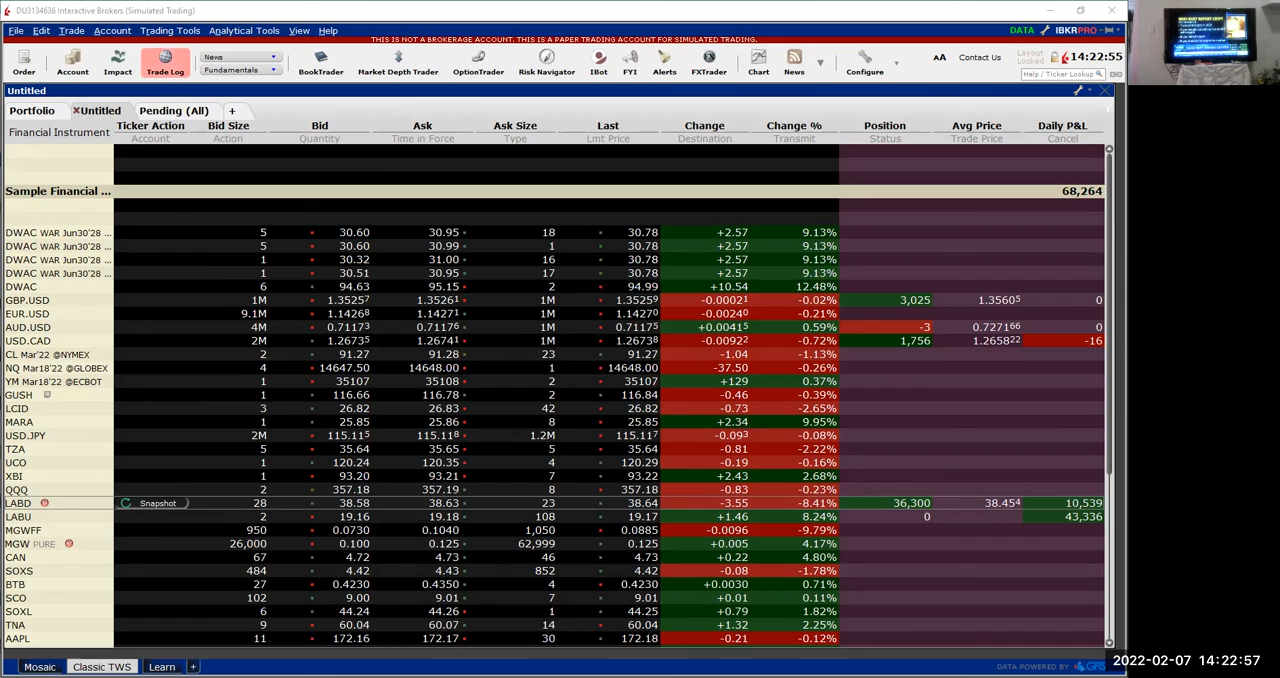 DU3134636 Interactive Brokers (Simulated Trading)
File Edit Trade Account Trading Tools Analytical Tools View Help DATA IBKRPRO
THIS IS NOT A BROKERAGE ACCOUNT. THIS IS A PAPER TRADING ACCOUNT FOR SIMULATED TRADING.
Order Account Impact Trade Log News Fundamentals BookTrader Market Depth Trader OptionTrader Risk Navigator IBot FYI Alerts FXTrader Chart News Configure AA Contact Us Layout Locked 14:22:55
Help / Ticker Lookup
Untitled
Portfolio Untitled Pending (All) +
Financial Instrument Ticker Action Bid Size Bid Ask Ask Size Last Change Change % Position Avg Price Daily P&L
Account Action Quantity Time in Force Type Lmt Price Destination Transmit Status Trade Price Cancel
Sample Financial ... 68,264
DWAC WAR Jun30'28 ... 5 30.60 30.95 18 30.78 +2.57 9.13%
DWAC WAR Jun30'28 ... 5 30.60 30.99 1 30.78 +2.57 9.13%
DWAC WAR Jun30'28 ... 1 30.32 31.00 16 30.78 +2.57 9.13%
DWAC WAR Jun30'28 ... 1 30.51 30.95 17 30.78 +2.57 9.13%
DWAC 6 94.63 95.15 2 94.99 +10.54 12.48%
GBP.USD 1M 1.35257 1.35261 1M 1.35259 -0.00021 -0.02% 3,025 1.35605 0
EUR.USD 9.1M 1.14268 1.14271 1M 1.14270 -0.00240 -0.21%
AUD.USD 4M 0.71173 0.71176 1M 0.71175 +0.00415 0.59% -3 0.727166 0
USD.CAD 2M 1.26735 1.26741 1M 1.26738 -0.00922 -0.72% 1,756 1.265822 -16
CL Mar'22 @NYMEX 2 91.27 91.28 23 91.27 -1.04 -1.13%
NQ Mar18'22 @GLOBEX 4 14647.50 14648.00 1 14648.00 -37.50 -0.26%
YM Mar18'22 @ECBOT 1 35107 35108 2 35107 +129 0.37%
GUSH 1 116.66 116.78 2 116.84 -0.46 -0.39%
LCID 3 26.82 26.83 42 26.82 -0.73 -2.65%
MARA 1 25.85 25.86 8 25.85 +2.34 9.95%
USD.JPY 2M 115.115 115.118 1.2M 115.117 -0.093 -0.08%
TZA 5 35.64 35.65 5 35.64 -0.81 -2.22%
UCO 1 120.24 120.35 4 120.29 -0.19 -0.16%
XBI 1 93.20 93.21 7 93.22 +2.43 2.68%
QQQ 2 357.18 357.19 8 357.18 -0.83 -0.23%
LABD Snapshot 28 38.58 38.63 23 38.64 -3.55 -8.41% 36,300 38.454 10,539
LABU 2 19.16 19.18 108 19.17 +1.46 8.24% 0 43,336
MGWFF 950 0.0730 0.1040 1,050 0.0885 -0.0096 -9.79%
MGW PURE 26,000 0.100 0.125 62,999 0.125 +0.005 4.17%
CAN 67 4.72 4.73 46 4.73 +0.22 4.80%
SOXS 484 4.42 4.43 852 4.42 -0.08 -1.78%
BTB 27 0.4230 0.4350 4 0.4230 +0.0030 0.71%
SCO 102 9.00 9.01 7 9.01 +0.01 0.11%
SOXL 6 44.24 44.26 1 44.25 +0.79 1.82%
TNA 9 60.04 60.07 14 60.04 +1.32 2.25%
AAPL 11 172.16 172.17 30 172.18 -0.21 -0.12%
Mosaic Classic TWS Learn + DATA POWERED BY GFIS
2022-02-07 14:22:57